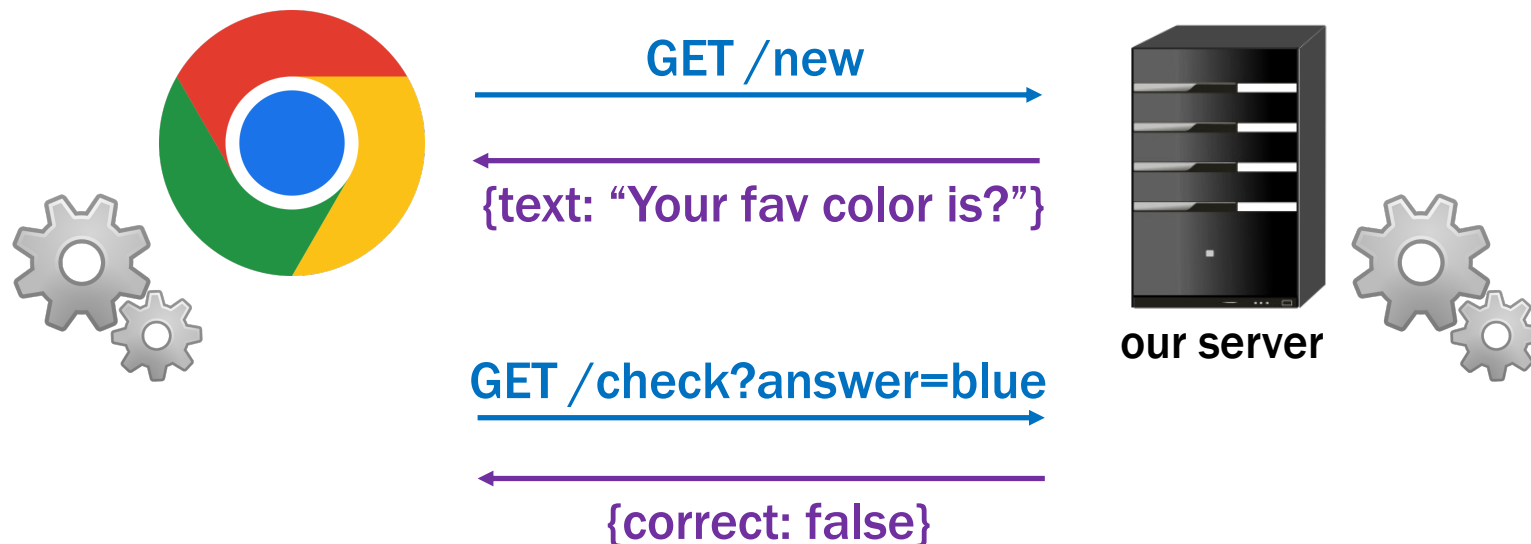 GET /new
{text: “Your fav color is?”}
our server
GET /check?answer=blue
{correct: false}